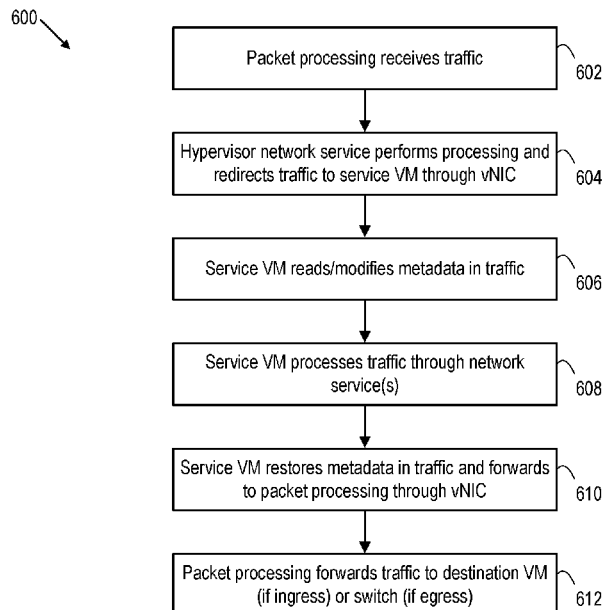 600
Packet processing receives traffic
602
Hypervisor network service performs processing and
redirects traffic to service VM through vNIC
604
Service VM reads/modifies metadata in traffic
606
Service VM processes traffic through network
service(s)
608
Service VM restores metadata in traffic and forwards
to packet processing through vNIC
610
Packet processing forwards traffic to destination VM
(if ingress) or switch (if egress)
612